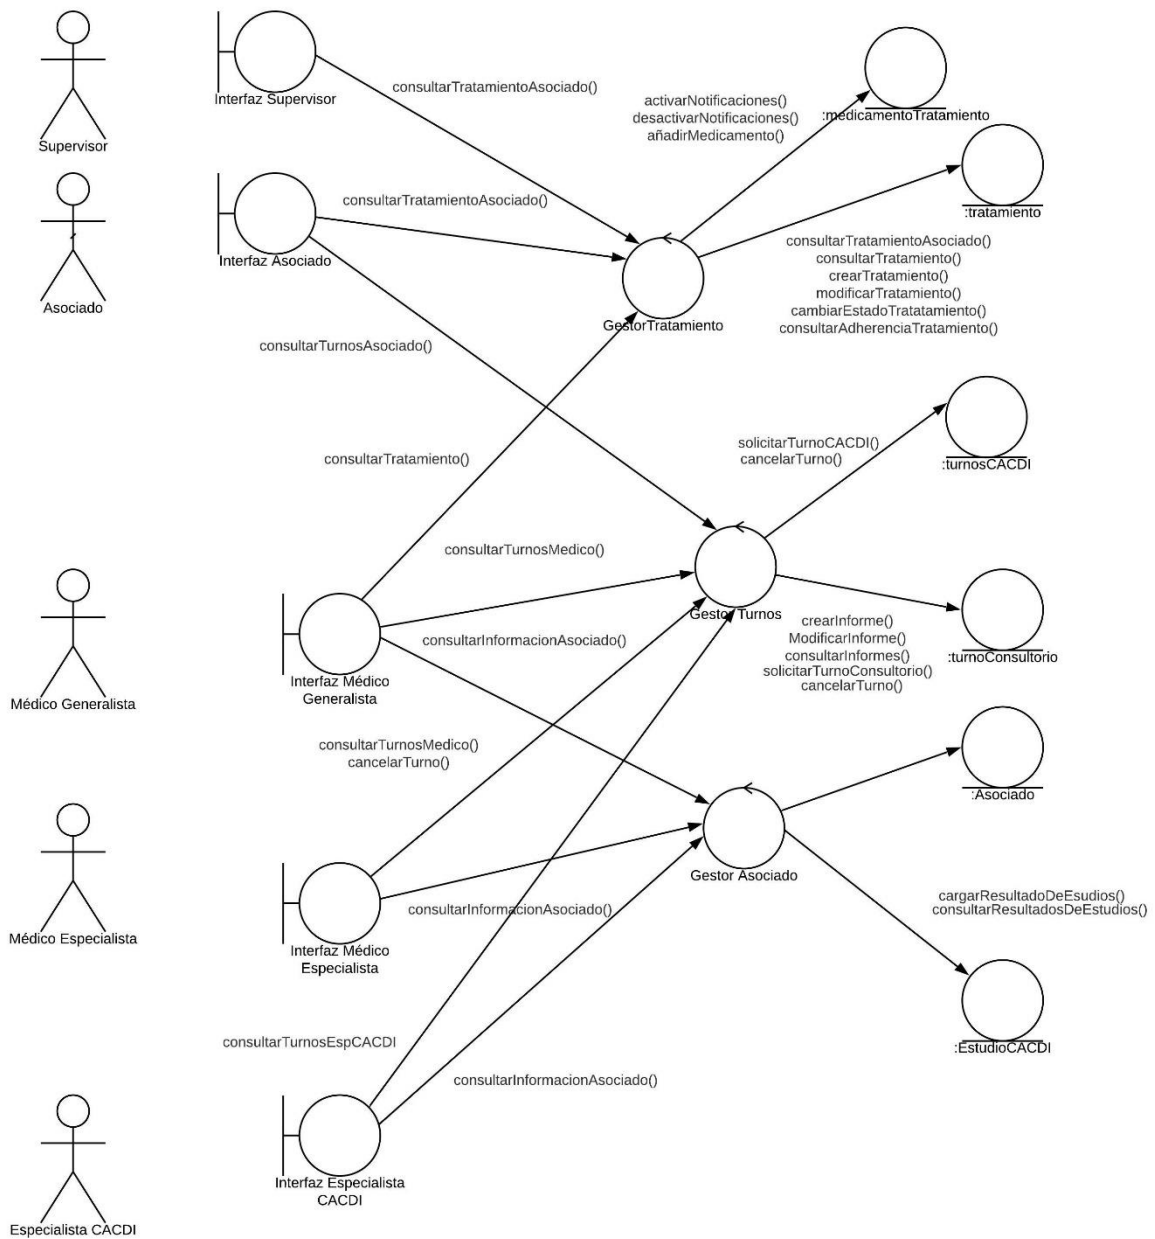 consultarTratamientoAsociado()
Interfaz Supervisor
activarNotificaciones()
desactivarNotificaciones()
añadirMedicamento()
:medicamentoTratamiento
Supervisor
consultarTratamientoAsociado()
:tratamiento
Interfaz Asociado
Asociado
GestorTratamiento
consultarTratamientoAsociado()
consultarTratamiento()
crearTratamiento()
modificarTratamiento()
cambiarEstadoTratatamiento()
consultarAdherenciaTratamiento()
consultarTurnosAsociado()
consultarTratamiento()
solicitarTurnoCACDI()
cancelarTurno()
:turnosCACDI
consultarTurnosMedico()
Gestor Turnos
consultarInformacionAsociado()
crearInforme()
ModificarInforme()
consultarInformes()
solicitarTurnoConsultorio()
cancelarTurno()
:turnoConsultorio
Interfaz Médico
Generalista
Médico Generalista
consultarTurnosMedico()
cancelarTurno()
:Asociado
Gestor Asociado
cargarResultadoDeEsudios()
consultarResultadosDeEstudios()
consultarInformacionAsociado()
Médico Especialista
Interfaz Médico
Especialista
consultarTurnosEspCACDI
:EstudioCACDI
consultarInformacionAsociado()
Interfaz Especialista
CACDI
Especialista CACDI